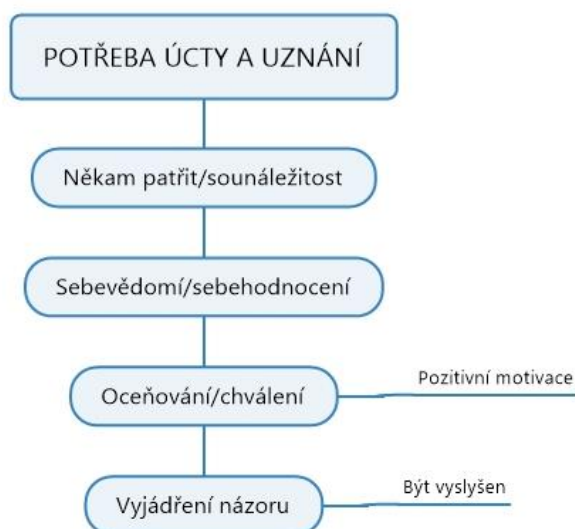 POTŘEBA ÚCTY A UZNÁNÍ
Někam patřit/sounáležitost
Sebevědomí/sebehodnocení
Oceňování/chválení
Pozitivní motivace
Vyjádření názoru
Být vyslyšen